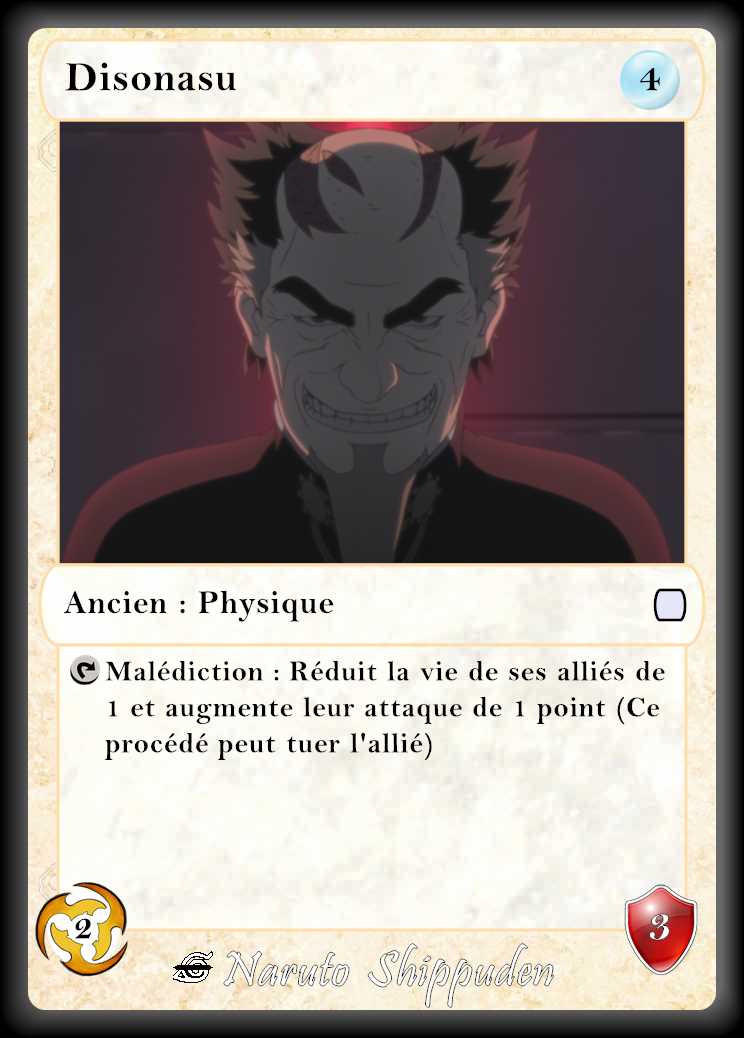 Disonasu
4
Ancien : Physique
Malédiction : Réduit la vie de ses alliés de
1 et augmente leur attaque de 1 point (Ce
procédé peut tuer l'allié)
2
3
Naruto Shippuden